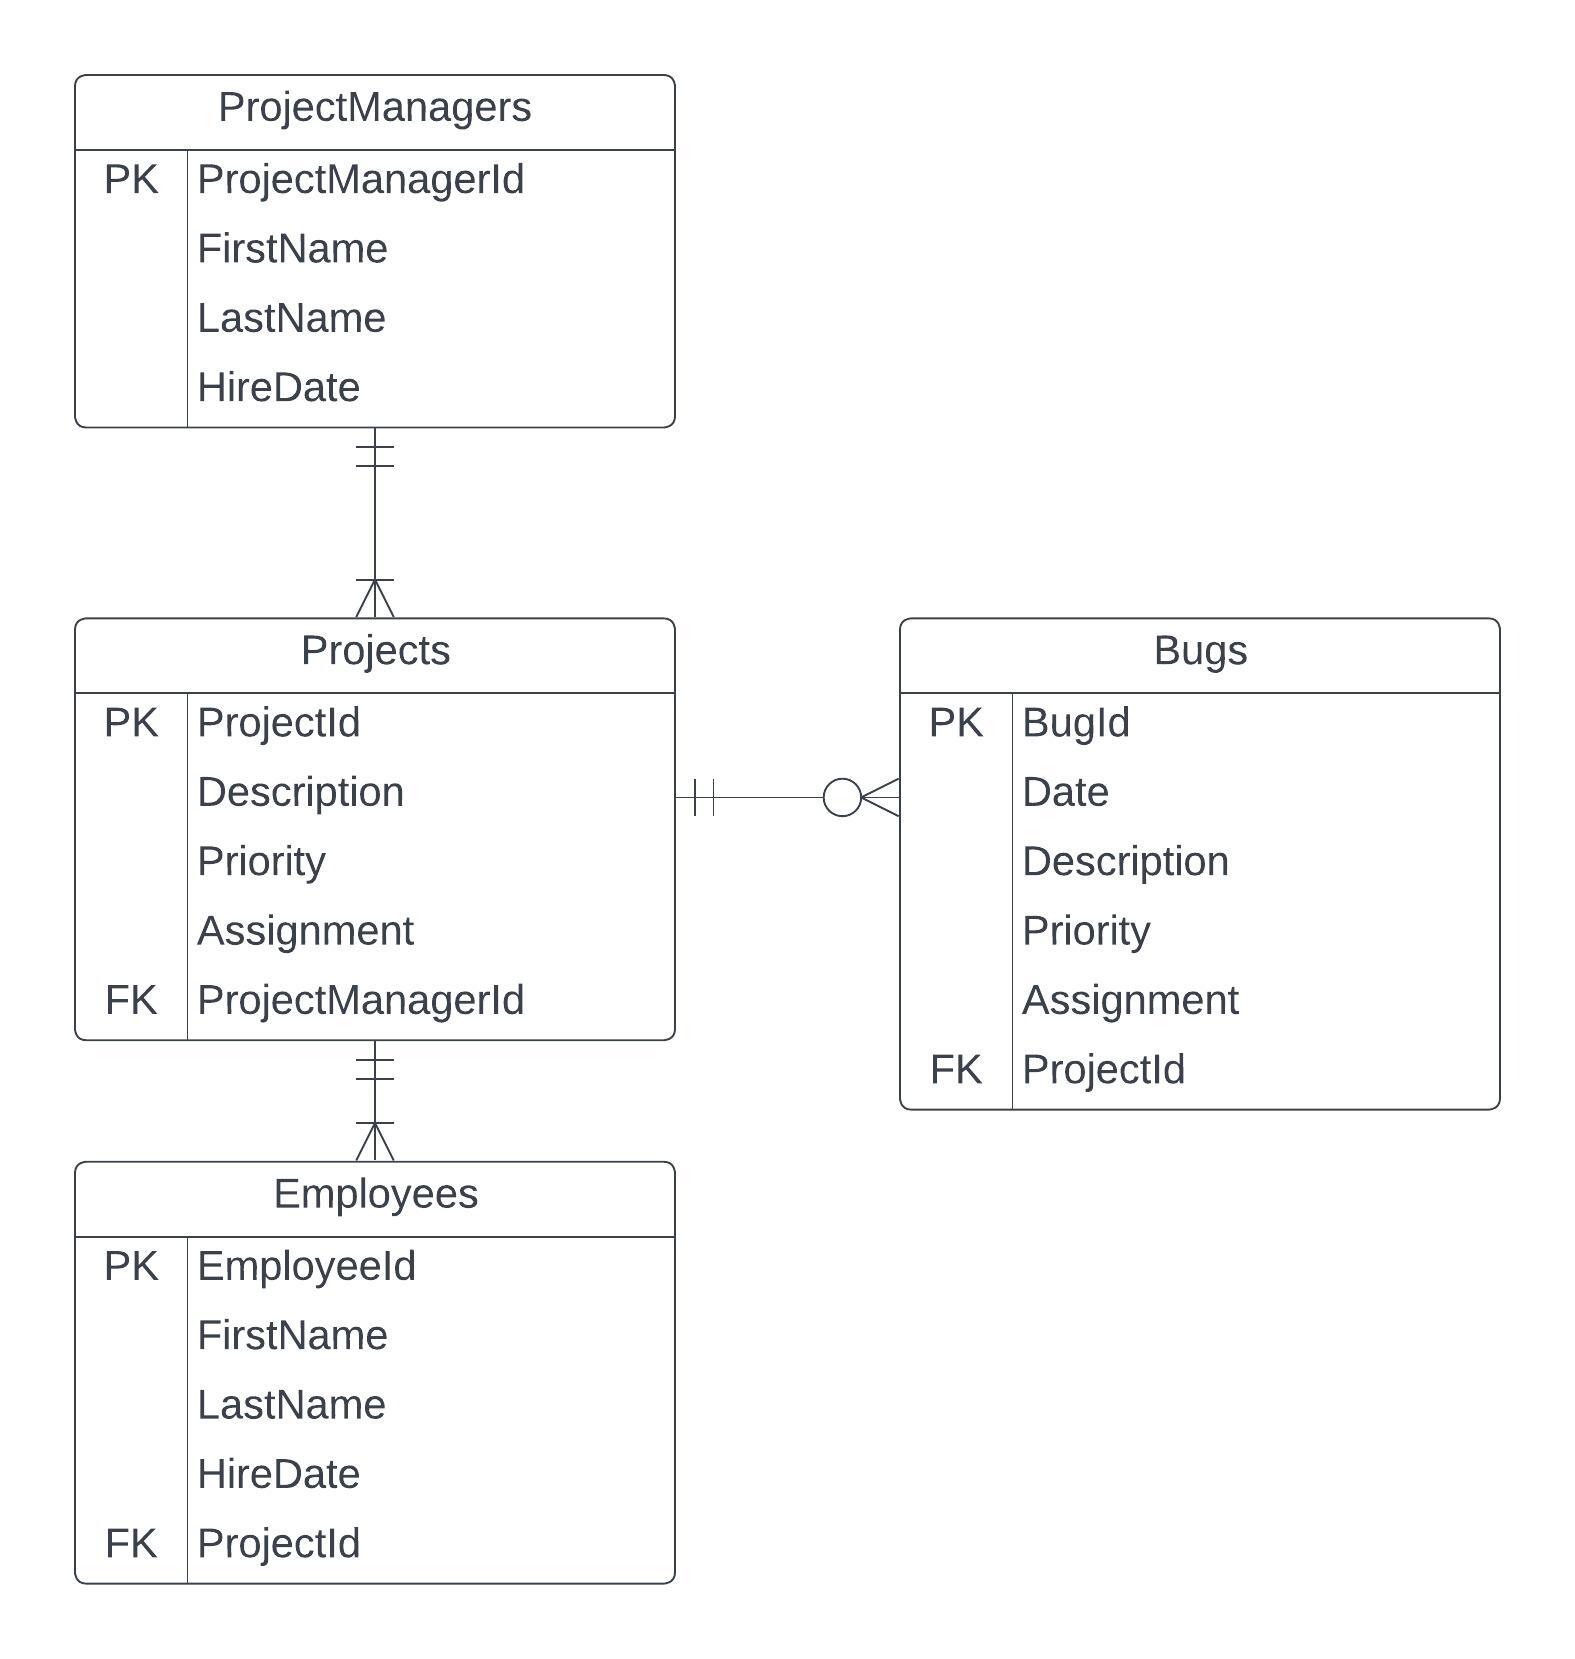 ProjectManagers
PK ProjectManagerId
FirstName
LastName
HireDate
Projects
PK ProjectId
Description
Priority
Assignment
FK ProjectManagerId
Bugs
PK BugId
Date
Description
Priority
Assignment
FK ProjectId
Employees
PK EmployeeId
FirstName
LastName
HireDate
FK ProjectId